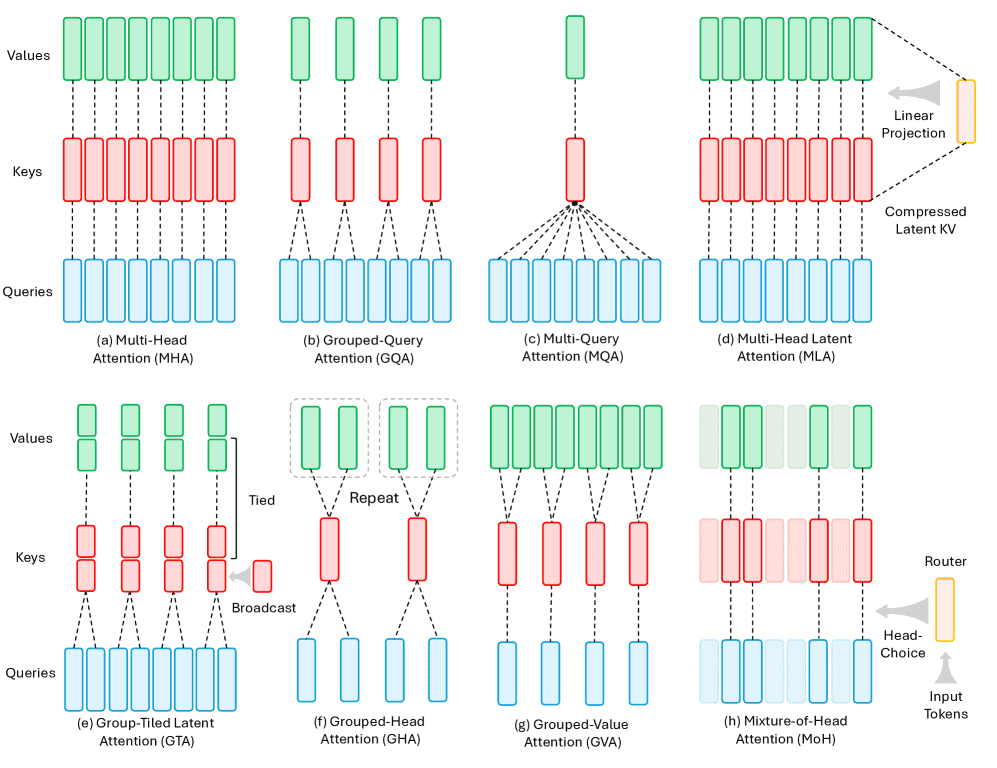 Values
Linear
Projection
Keys
Compressed
Latent KV
Queries
(a) Multi-Head
Attention (MHA)
(b) Grouped-Query
Attention (GQA)
(c) Multi-Query
Attention (MQA)
(d) Multi-Head Latent
Attention (MLA)
Values
Tied
Repeat
Keys
Broadcast
Router
Head-
Choice
Queries
Input
Tokens
(e) Group-Tiled Latent
Attention (GTA)
(f) Grouped-Head
Attention (GHA)
(g) Grouped-Value
Attention (GVA)
(h) Mixture-of-Head
Attention (MoH)